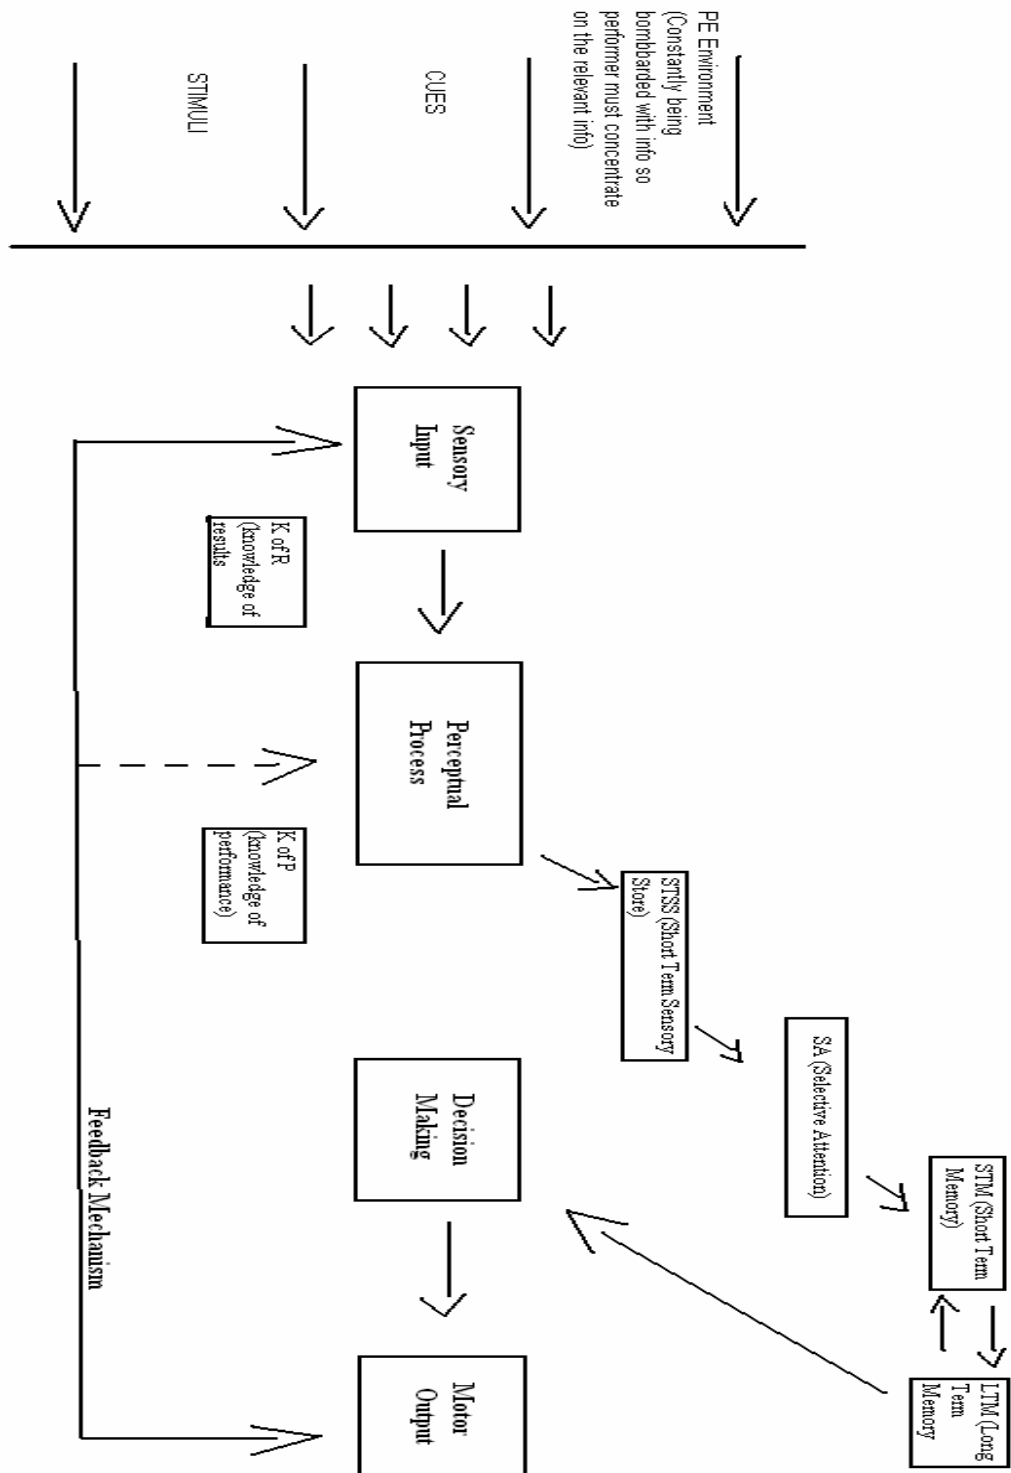 PE Environment
(Constantly being
bombbarded with info so
performer must concentrate
on the relevant info)
CUES
STIMULI
Sensory
Input
K of R
(knowledge of
results
Perceptual
Process
K of P
(knowledge of
performance)
STSS (Short Term Sensory
Store)
SA (Selective Attention)
STM (Short Term
Memory)
LTM (Long
Term
Memory
Decision
Making
Motor
Output
Feedback Mechanism